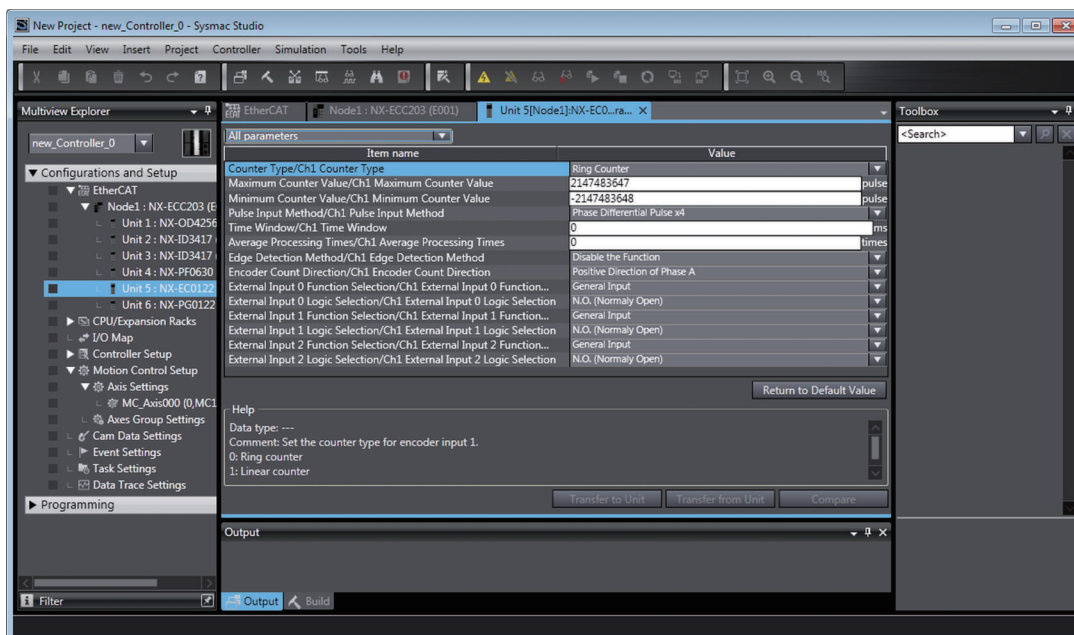 New Project - new_Controller_0 - Sysmac Studio
File Edit View Insert Project Controller Simulation Tools Help
Multiview Explorer
new_Controller_0
Configurations and Setup
EtherCAT
Node1 : NX-ECC203 (E
Unit 1 : NX-OD4256
Unit 2 : NX-ID3417
Unit 3 : NX-ID3417
Unit 4 : NX-PF0630
Unit 5 : NX-EC0122
Unit 6 : NX-PG0122
CPU/Expansion Racks
I/O Map
Controller Setup
Motion Control Setup
Axis Settings
MC_Axis000 (0,MC1
Axes Group Settings
Cam Data Settings
Event Settings
Task Settings
Data Trace Settings
Programming
Filter
EtherCAT Node1 : NX-ECC203 (E001) Unit 5[Node1]:NX-EC0...ra... X
All parameters
Item name Value
Counter Type/Ch1 Counter Type Ring Counter
Maximum Counter Value/Ch1 Maximum Counter Value 2147483647 pulse
Minimum Counter Value/Ch1 Minimum Counter Value -2147483648 pulse
Pulse Input Method/Ch1 Pulse Input Method Phase Differential Pulse x4
Time Window/Ch1 Time Window 0 ms
Average Processing Times/Ch1 Average Processing Times 0 times
Edge Detection Method/Ch1 Edge Detection Method Disable the Function
Encoder Count Direction/Ch1 Encoder Count Direction Positive Direction of Phase A
External Input 0 Function Selection/Ch1 External Input 0 Function... General Input
External Input 0 Logic Selection/Ch1 External Input 0 Logic Selection N.O. (Normaly Open)
External Input 1 Function Selection/Ch1 External Input 1 Function... General Input
External Input 1 Logic Selection/Ch1 External Input 1 Logic Selection N.O. (Normaly Open)
External Input 2 Function Selection/Ch1 External Input 2 Function... General Input
External Input 2 Logic Selection/Ch1 External Input 2 Logic Selection N.O. (Normaly Open)
Return to Default Value
Help
Data type: ---
Comment: Set the counter type for encoder input 1.
0: Ring counter
1: Linear counter
Transfer to Unit Transfer from Unit Compare
Output
Output Build
Toolbox
<Search>